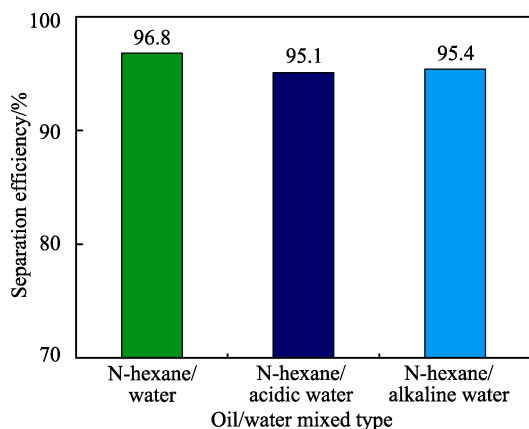 100
90
80
70
Separation efficiency/%
96.8
95.1
95.4
N-hexane/
water
N-hexane/
acidic water
N-hexane/
alkaline water
Oil/water mixed type